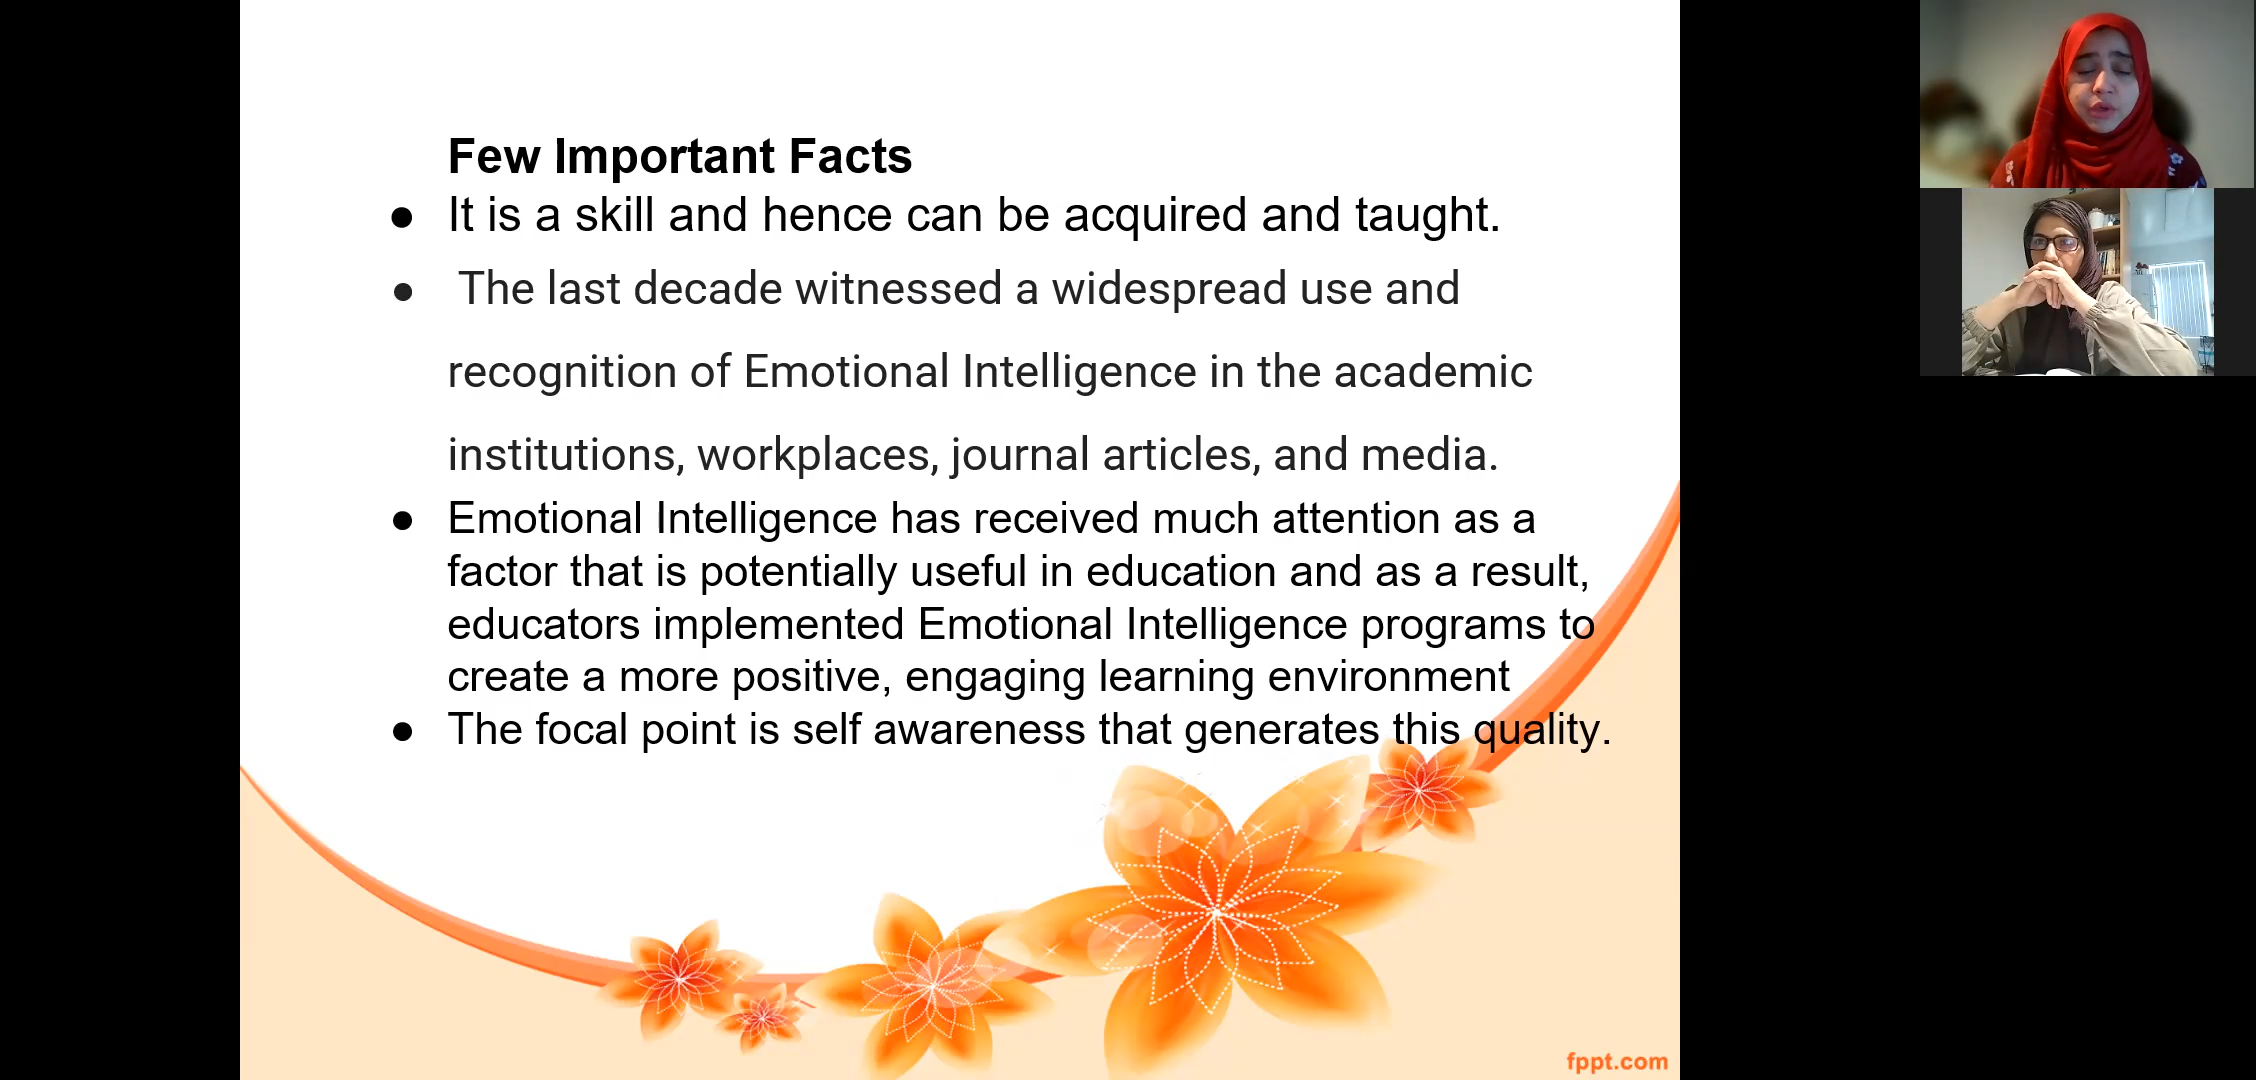 Few Important Facts
● It is a skill and hence can be acquired and taught.
● The last decade witnessed a widespread use and
recognition of Emotional Intelligence in the academic
institutions, workplaces, journal articles, and media.
● Emotional Intelligence has received much attention as a
factor that is potentially useful in education and as a result,
educators implemented Emotional Intelligence programs to
create a more positive, engaging learning environment
● The focal point is self awareness that generates this quality.
fppt.com